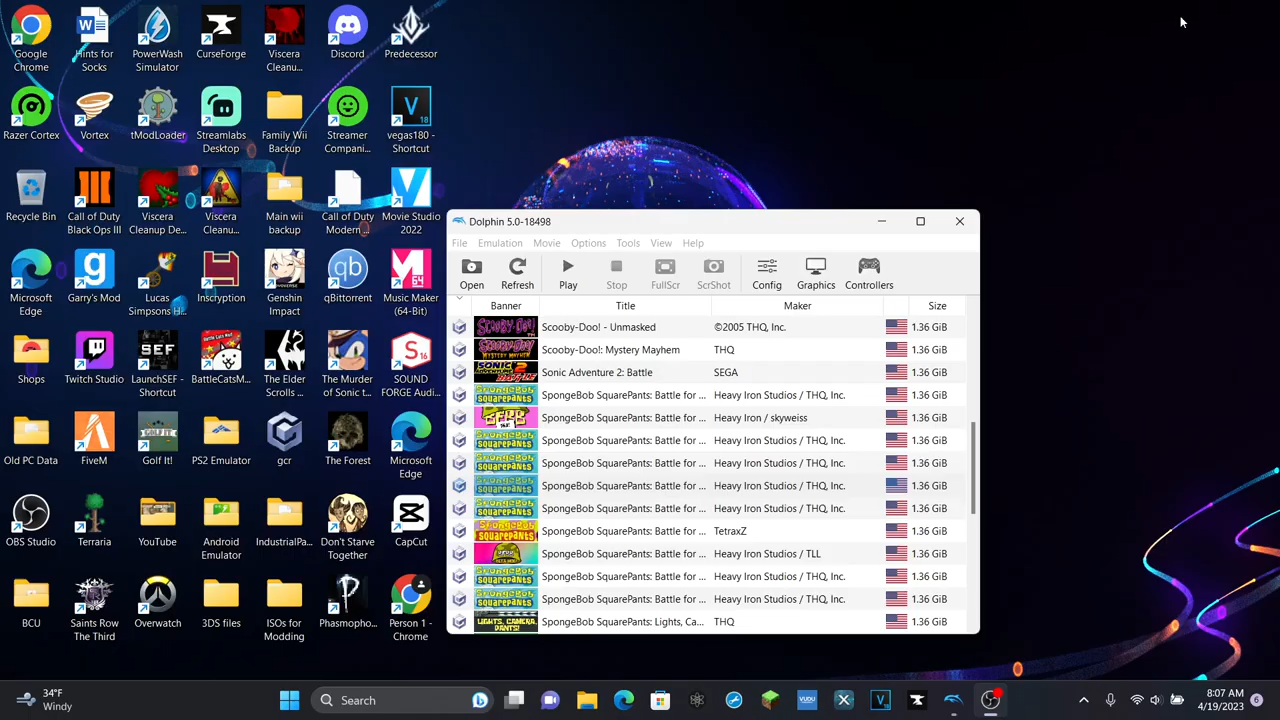 Google Chrome
Hints for Socks
PowerWash Simulator
CurseForge
Viscera Cleanu...
Discord
Predecessor
Razer Cortex
Vortex
tModLoader
Streamlabs Desktop
Family Wii Backup
Streamer Compani...
V 18
vegas180 - Shortcut
Recycle Bin
Call of Duty Black Ops III
Viscera Cleanup De...
Viscera Cleanu...
Main wii backup
Call of Duty Modern ...
Movie Studio 2022
Microsoft Edge
Garry's Mod
Lucas Simpsons H...
Inscryption
Genshin Impact
qBittorrent
Music Maker (64-Bit)
Shops
Twitch Studio
LaunchSEF - Shortcut
BattleCatsM...
The Elder Scrolls ...
The Murder of Sonic t...
SOUND FORGE Audi...
Old PC Data
FiveM
Golf It!
PS2 Emulator
gcr
The Forest
Microsoft Edge
OBS Studio
Terraria
YouTube
Android Emulator
IndustrialPa...
Don't Starve Together
CapCut
BCU
Saints Row The Third
Overwatch
3DS files
ISOs for Modding
Phasmopho...
Person 1 - Chrome
Dolphin 5.0-18498
File Emulation Movie Options Tools View Help
Open Refresh Play Stop FullScr ScrShot Config Graphics Controllers
Banner Title Maker Size
Scooby-Doo! - Unmasked ©2005 THQ, Inc. 1.36 GiB
Scooby-Doo!: Mystery Mayhem THQ 1.36 GiB
Sonic Adventure 2: Battle SEGA 1.36 GiB
SpongeBob SquarePants: Battle for ... Heavy Iron Studios / THQ, Inc. 1.36 GiB
SpongeBob SquarePants: Battle for ... Heavy Iron / skyweiss 1.36 GiB
SpongeBob SquarePants: Battle for ... Heavy Iron Studios / THQ, Inc. 1.36 GiB
SpongeBob SquarePants: Battle for ... Heavy Iron Studios / THQ, Inc. 1.36 GiB
SpongeBob SquarePants: Battle for ... Heavy Iron Studios / THQ, Inc. 1.36 GiB
SpongeBob SquarePants: Battle for ... Heavy Iron Studios / THQ, Inc. 1.36 GiB
SpongeBob SquarePants: Battle for ... TetraxZ 1.36 GiB
SpongeBob SquarePants: Battle for ... Heavy Iron Studios / TLL 1.36 GiB
SpongeBob SquarePants: Battle for ... Heavy Iron Studios / THQ, Inc. 1.36 GiB
SpongeBob SquarePants: Battle for ... Heavy Iron Studios / THQ, Inc. 1.36 GiB
LIGHTS, CAMERA, PANTS! SpongeBob SquarePants: Lights, Ca... THQ 1.36 GiB
34°F
Windy
Search
VUDU
8:07 AM
4/19/2023
6